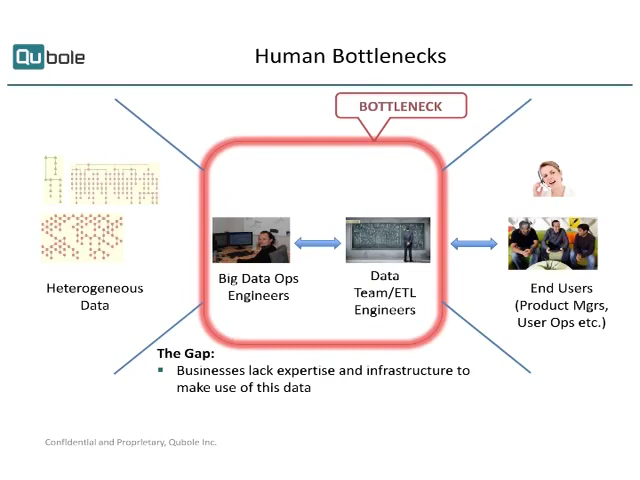 Qubole
Human Bottlenecks
BOTTLENECK
Heterogeneous
Data
Big Data Ops
Engineers
Data
Team/ETL
Engineers
End Users
(Product Mgrs,
User Ops etc.)
The Gap:
▪ Businesses lack expertise and infrastructure to
make use of this data
Confidential and Proprietary, Qubole Inc.